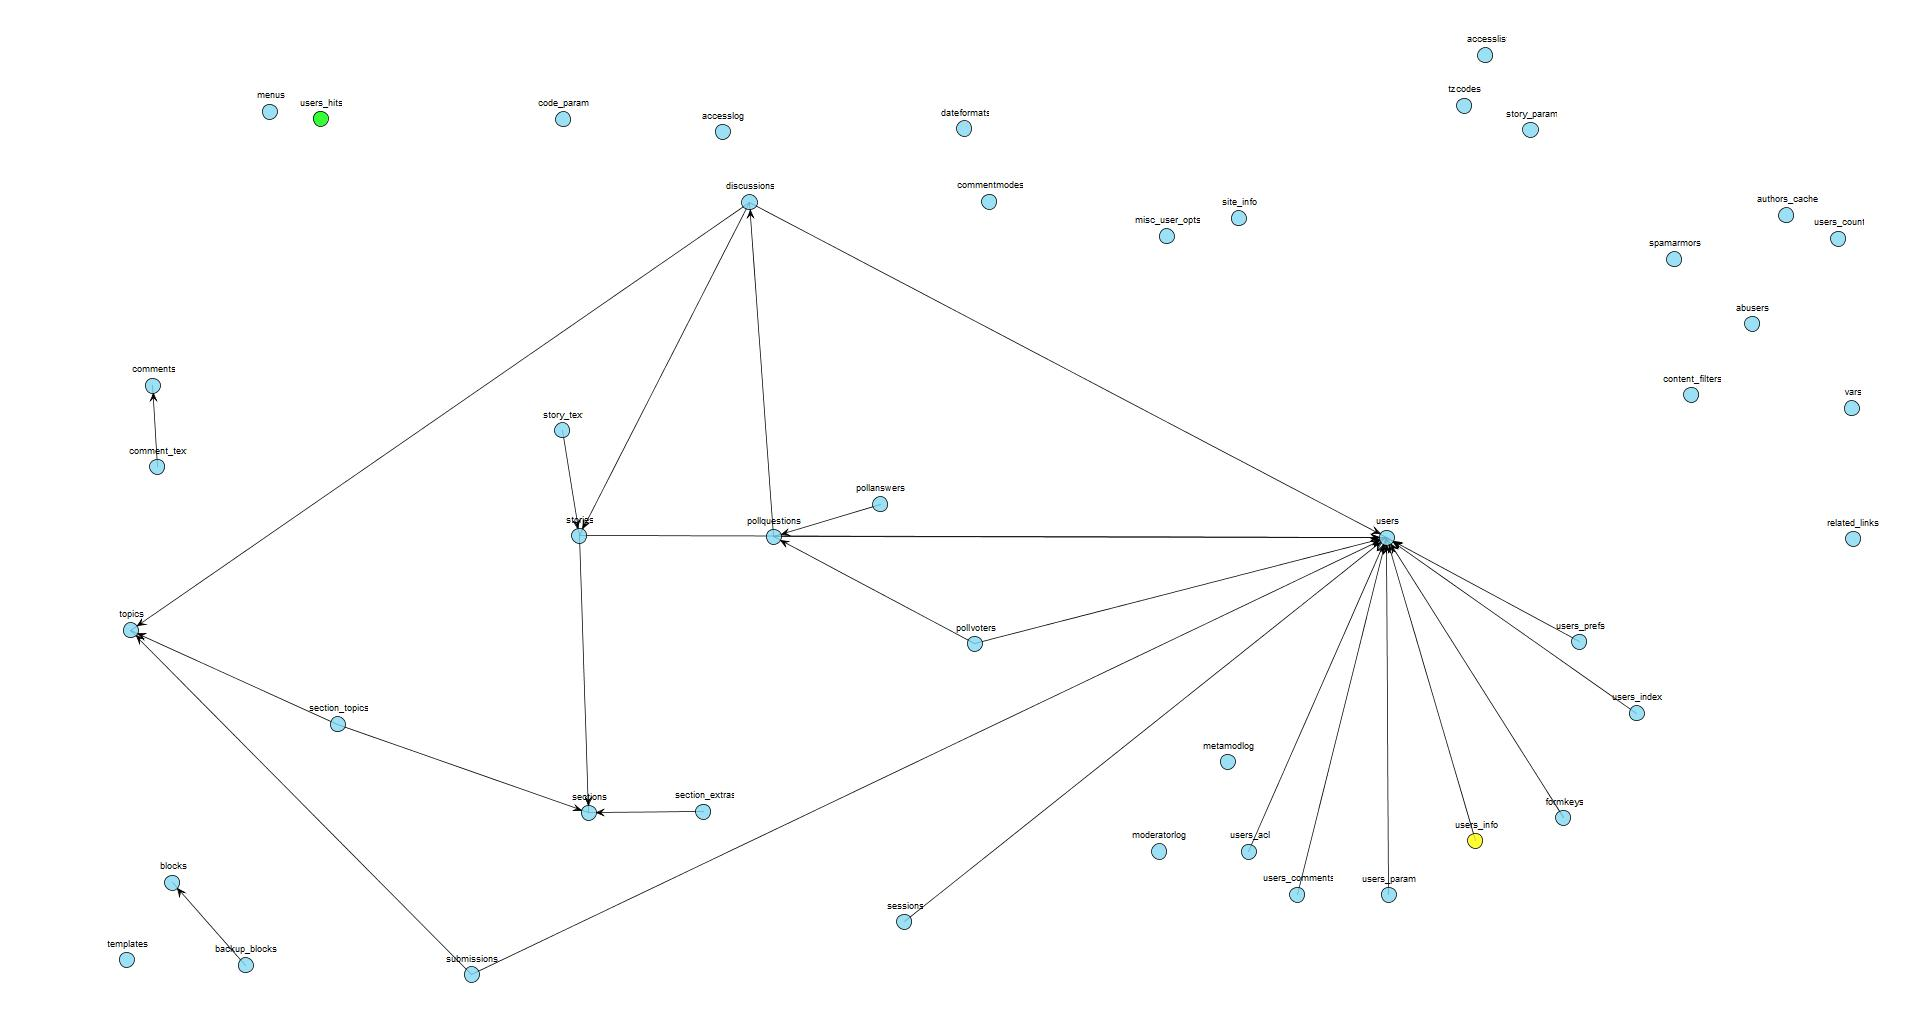 accesslis
tzcodes
menus
users_hits
code_param
accesslog
dateformats
story_param
discussions
commentmodes
misc_user_opts
site_info
authors_cache
users_count
spamarmors
abusers
comments
content_filters
vars
story_tex
comment_tex
pollanswers
stories
pollquestions
users
related_links
topics
pollvoters
users_prefs
section_topics
users_index
metamodlog
sections
section_extras
formkeys
moderatorlog
users_acl
users_info
blocks
users_comments
users_param
sessions
templates
backup_blocks
submissions